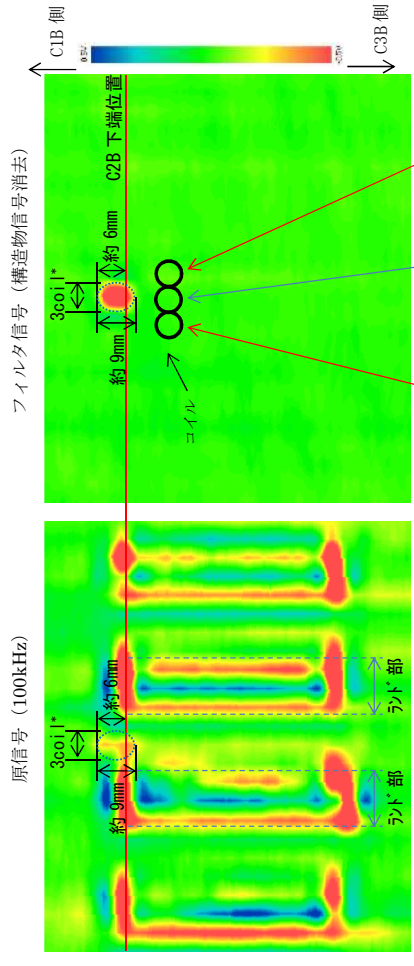 原信号 (100kHz)
3coil*
約 6mm
約 9mm
ﾗﾝﾄﾞ部
ﾗﾝﾄﾞ部
フィルタ信号 (構造物信号消去)
3coil*
約 6mm
約 9mm
C2B 下端位置
コイル
C1B 側
C3B 側